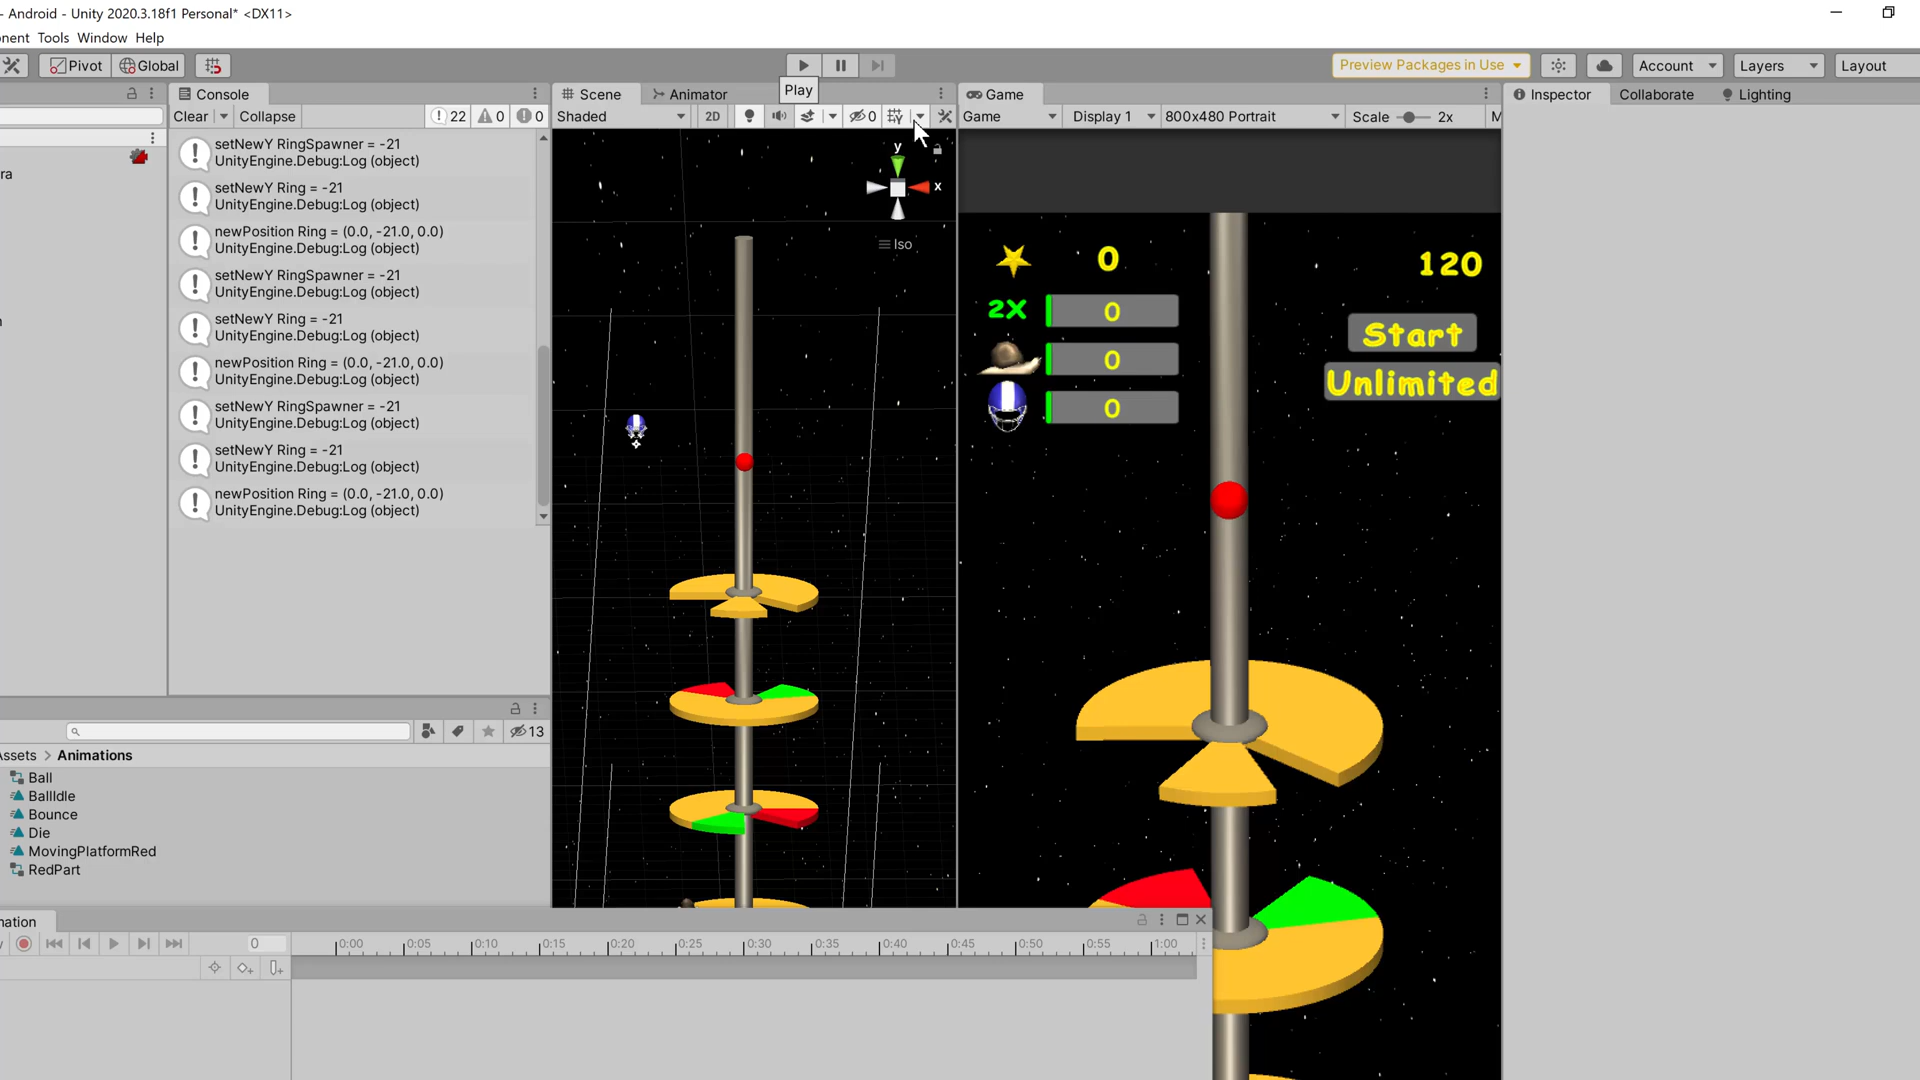 - Android - Unity 2020.3.18f1 Personal* <DX11>
nent Tools Window Help
Pivot Global Preview Packages in Use Account Layers Layout
Play
Console Scene Animator Game Inspector Collaborate Lighting
Clear Collapse 22 0 0 Shaded 2D 0 Game Display 1 800x480 Portrait Scale 2x M
ra
n
setNewY RingSpawner = -21
UnityEngine.Debug:Log (object)
setNewY Ring = -21
UnityEngine.Debug:Log (object)
newPosition Ring = (0.0, -21.0, 0.0)
UnityEngine.Debug:Log (object)
setNewY RingSpawner = -21
UnityEngine.Debug:Log (object)
setNewY Ring = -21
UnityEngine.Debug:Log (object)
newPosition Ring = (0.0, -21.0, 0.0)
UnityEngine.Debug:Log (object)
setNewY RingSpawner = -21
UnityEngine.Debug:Log (object)
setNewY Ring = -21
UnityEngine.Debug:Log (object)
newPosition Ring = (0.0, -21.0, 0.0)
UnityEngine.Debug:Log (object)
y
x
Iso
0 120
2X 0
Start
0
Unlimited
0
13
ssets > Animations
Ball
BallIdle
Bounce
Die
MovingPlatformRed
RedPart
mation
0 0:00 0:05 0:10 0:15 0:20 0:25 0:30 0:35 0:40 0:45 0:50 0:55 1:00